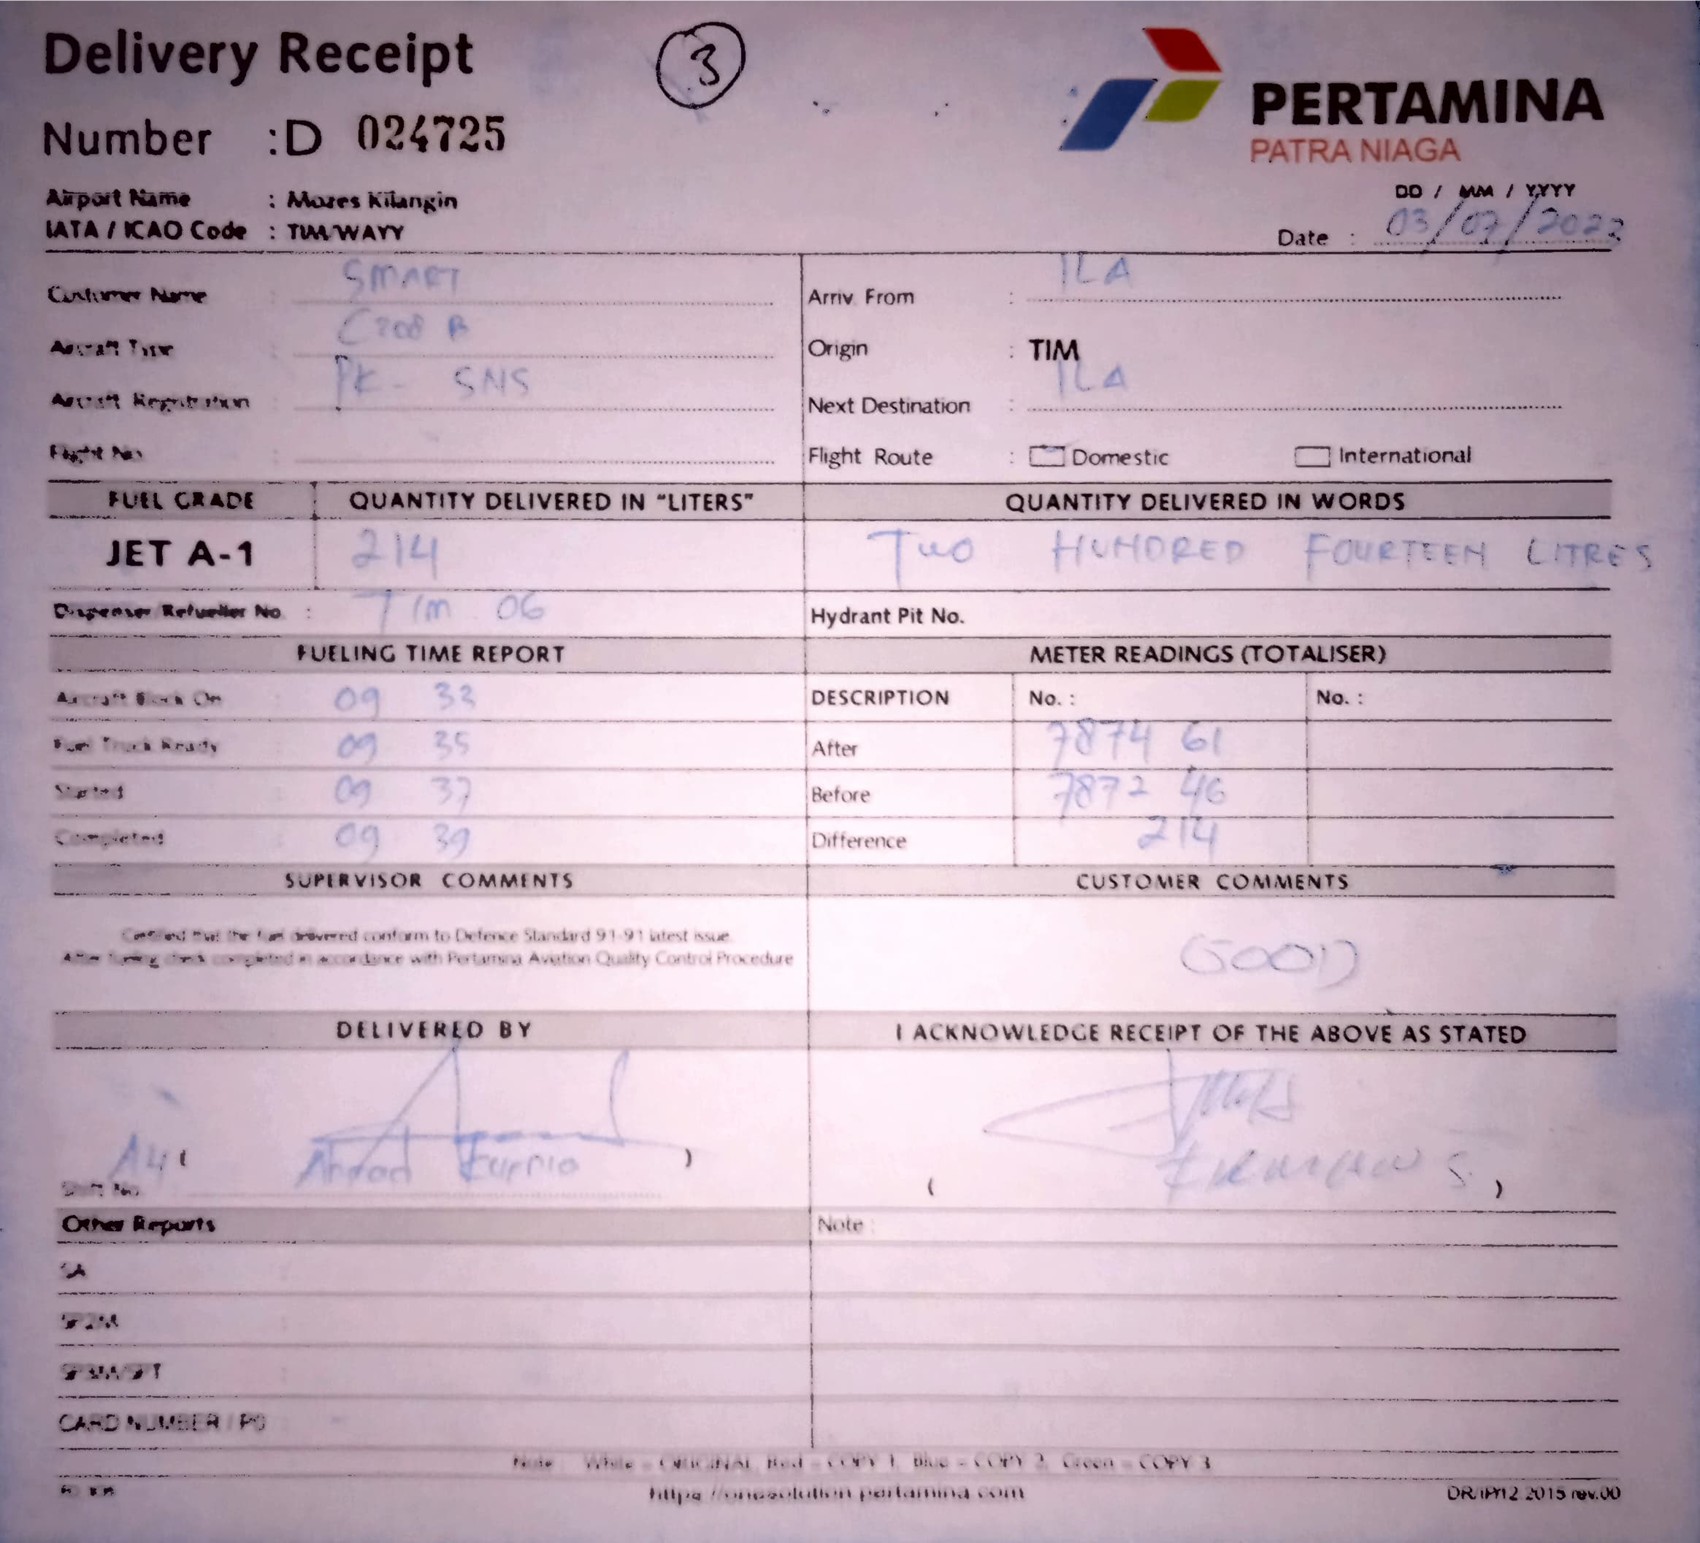 Delivery Receipt
3
Number : D 024725
PERTAMINA
PATRA NIAGA
Airport Name : Mozes Kilangin
IATA / ICAO Code : TIM/WAYY
DD / MM / YYYY
Date : 03/07/2022
Customer Name : SMART
Arriv From : ILA
Aircraft Type : C208 B
Origin : TIM
Aircraft Registration : PK - SNS
Next Destination : ILA
Flight No :
Flight Route : Domestic International
FUEL GRADE QUANTITY DELIVERED IN "LITERS" QUANTITY DELIVERED IN WORDS
JET A-1 214 TWO HUNDRED FOURTEEN LITRES
Dispenser/Refueller No. : TIM 06 Hydrant Pit No.
FUELING TIME REPORT METER READINGS (TOTALISER)
Aircraft Block On 09 33 DESCRIPTION No. : No. :
Fuel Truck Ready 09 35 After 7874 61
Started 09 37 Before 7872 46
Completed 09 39 Difference 214
SUPERVISOR COMMENTS CUSTOMER COMMENTS
Certified that the fuel delivered conform to Defence Standard 91-91 latest issue.
After fueling check completed in accordance with Pertamina Aviation Quality Control Procedure
GOOD
DELIVERED BY I ACKNOWLEDGE RECEIPT OF THE ABOVE AS STATED
A4 ( Ahmad Kurnia )
Shift No.
( S )
Other Reports Note :
SA
SP2M
CARD NUMBER / PO
Note : White = ORIGINAL, Red = COPY 1, Blue = COPY 2, Green = COPY 3
https://onesolution.pertamina.com
2015 rev.00